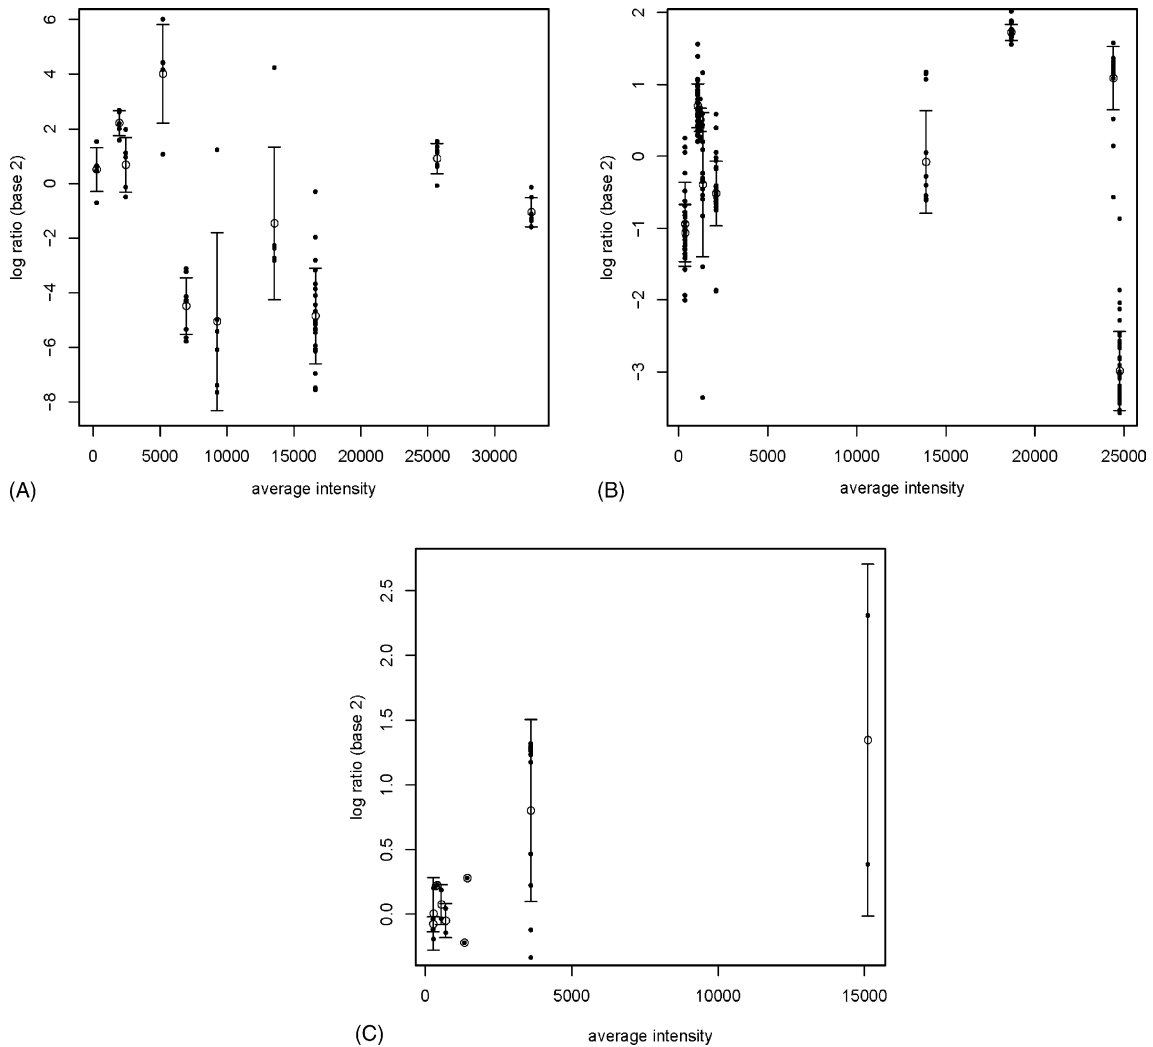 6
4
2
0
−2
−4
−6
−8
log ratio (base 2)
0 5000 10000 15000 20000 25000 30000
average intensity
(A)
2
1
0
−1
−2
−3
log ratio (base 2)
0 5000 10000 15000 20000 25000
average intensity
(B)
2.5
2.0
1.5
1.0
0.5
0.0
log ratio (base 2)
0 5000 10000 15000
average intensity
(C)